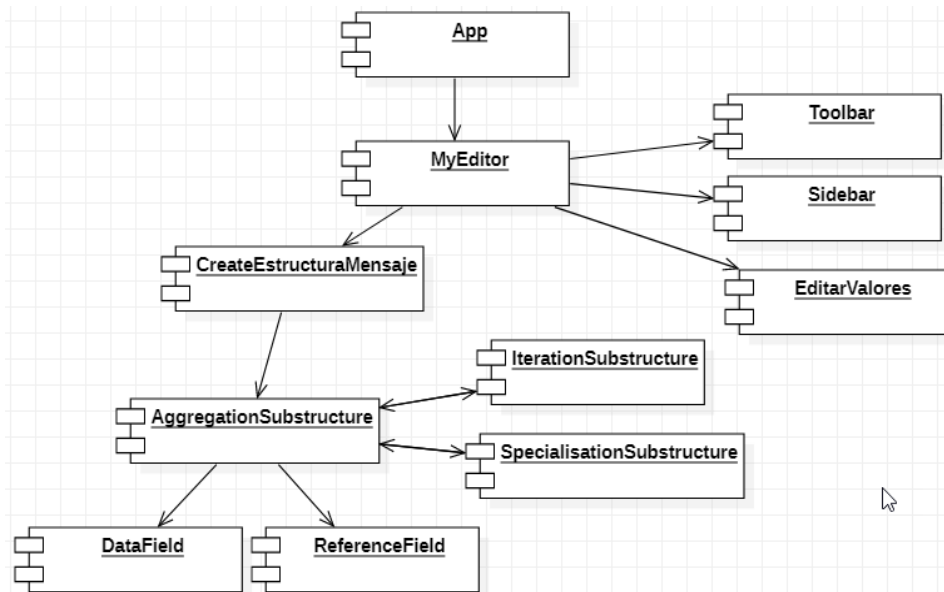 App
Toolbar
MyEditor
Sidebar
CreateEstructuraMensaje
EditarValores
IterationSubstructure
AggregationSubstructure
SpecialisationSubstructure
DataField
ReferenceField